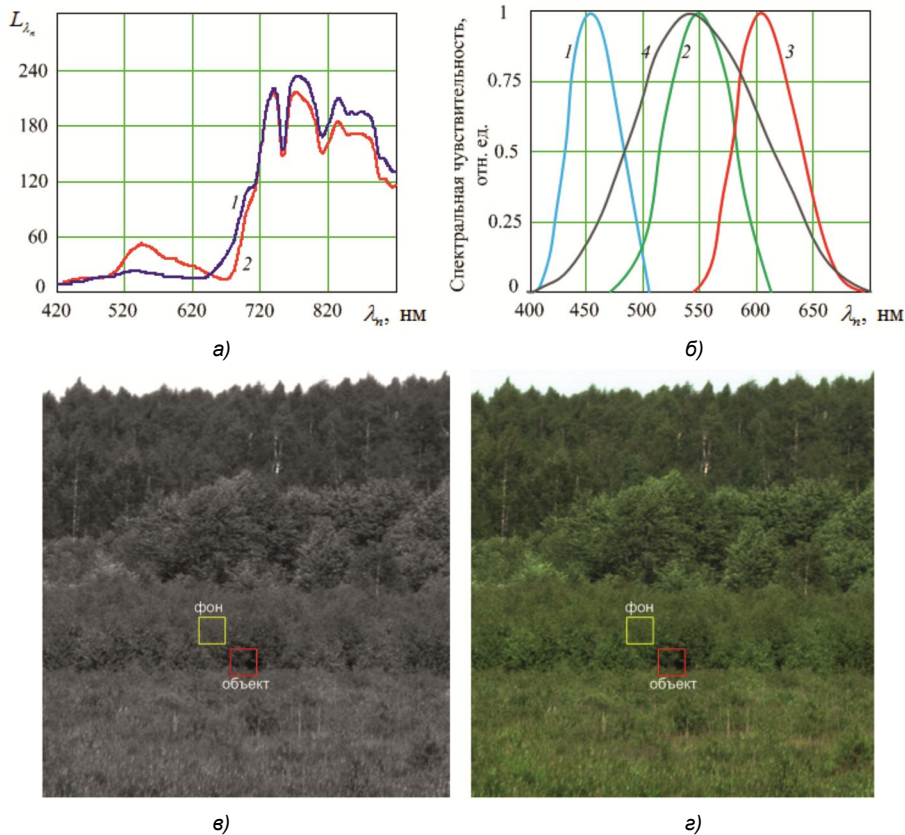 L λп
240
180
120
60
0
420 520 620 720 820 λп, нм
1
2
а)
Спектральная чувствительность,
отн. ед.
1
0.75
0.5
0.25
0
400 450 500 550 600 650 λп, нм
1 4 2 3
б)
фон
объект
в)
фон
объект
г)